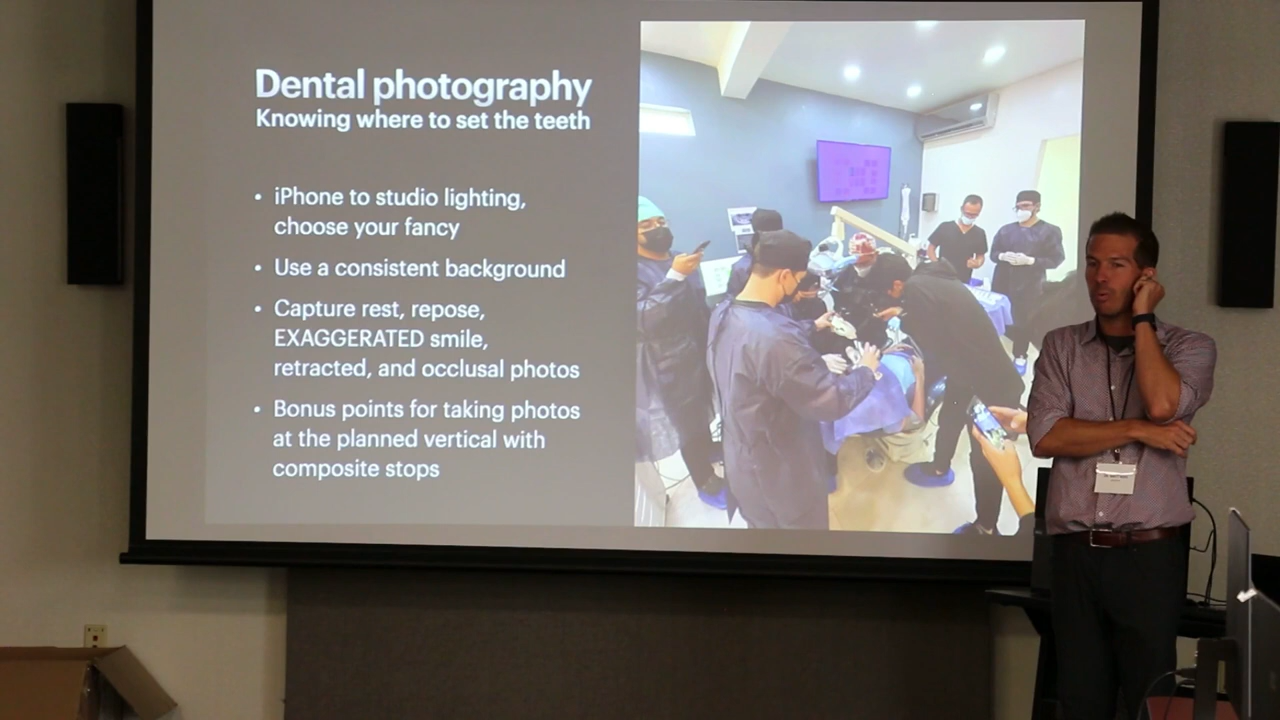 Dental photography
Knowing where to set the teeth
• iPhone to studio lighting,
choose your fancy
• Use a consistent background
• Capture rest, repose,
EXAGGERATED smile,
retracted, and occlusal photos
• Bonus points for taking photos
at the planned vertical with
composite stops